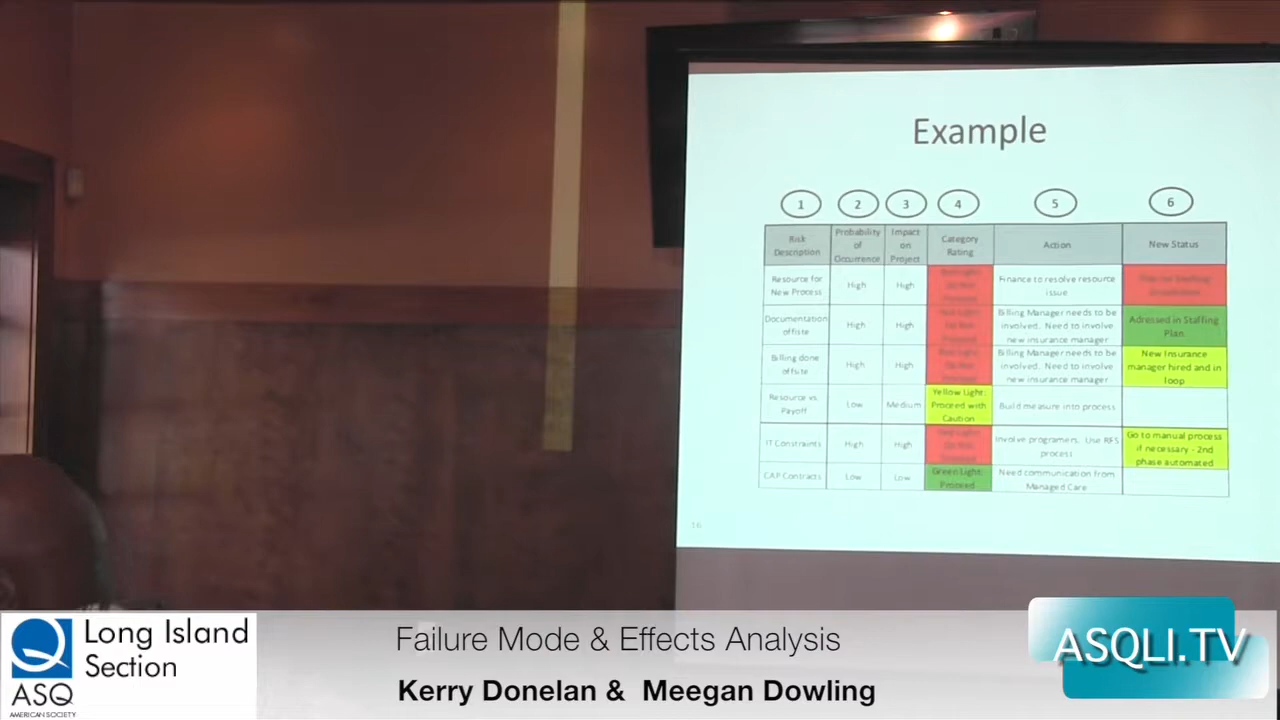 Example
1 2 3 4 5 6
Risk
Description
Probability
of
Occurrence
Impact
on
Project
Category
Rating
Action
New Status
Resource for
New Process
High
High
Finance to resolve resource
issue
Documentation
offsite
High
High
Billing Manager needs to be
involved. Need to involve
new insurance manager
Adressed in Staffing
Plan.
Billing done
offsite
High
High
Billing Manager needs to be
involved. Need to involve
new insurance manager
New Insurance
manager hired and in
loop
Resource vs.
Payoff
Low
Medium
Yellow Light:
Proceed with
Caution
Build measure into process
IT Constraints
High
High
Involve programers. Use RFS
process
Go to manual process
if necessary - 2nd
phase automated
CAP Contracts
Low
Low
Green Light:
Proceed
Need communication from
Managed Care
16
Long Island
Section
ASQ
AMERICAN SOCIETY
Failure Mode & Effects Analysis
Kerry Donelan & Meegan Dowling
ASQLI.TV